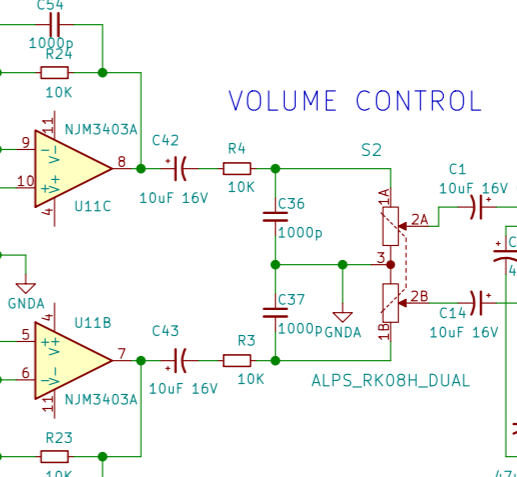 C54
1000p
R24
10K
VOLUME CONTROL
11
NJM3403A
9
V-
8
10
V+
4
U11C
C42
10uF 16V
R4
10K
S2
1A
2A
C1
10uF 16V
C36
1000p
3
GNDA
C37
1000p
GNDA
2B
1B
C14
10uF 16V
4
U11B
5
V+
7
6
V-
11
NJM3403A
C43
10uF 16V
R3
10K
ALPS_RK08H_DUAL
R23
10K